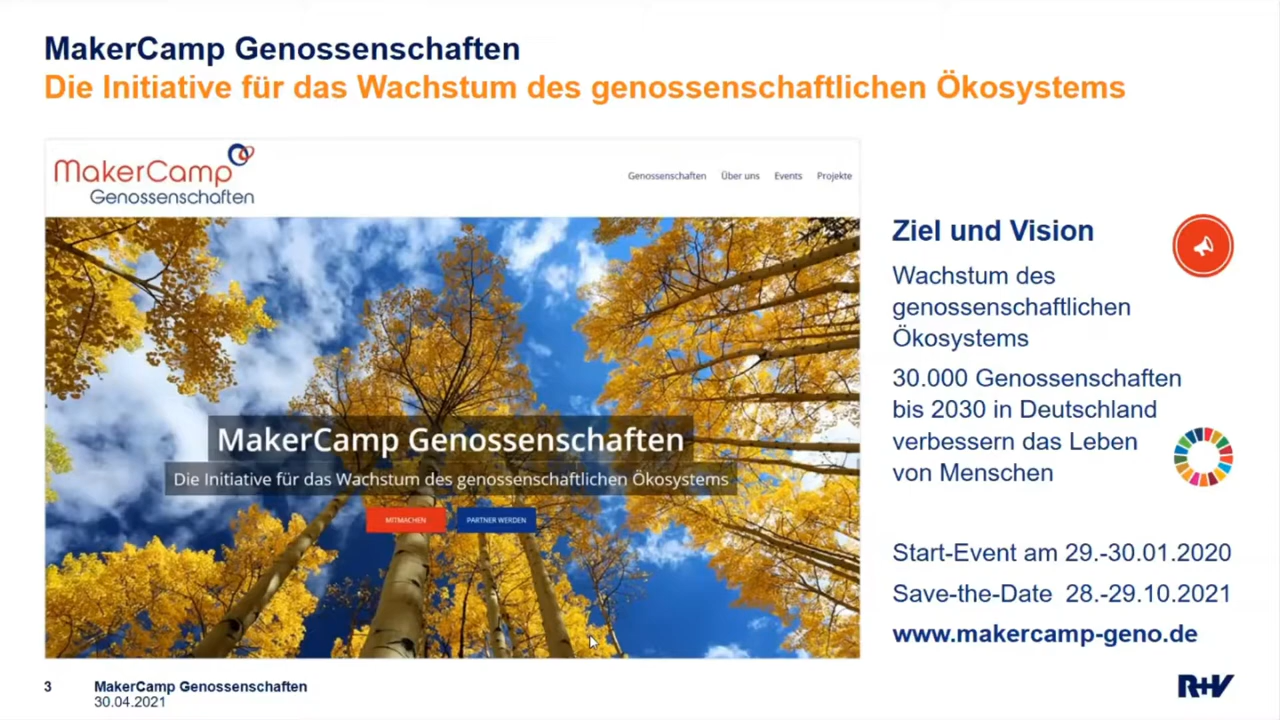 MakerCamp Genossenschaften
Die Initiative für das Wachstum des genossenschaftlichen Ökosystems
MakerCamp
Genossenschaften
Genossenschaften Über uns Events Projekte
MakerCamp Genossenschaften
Die Initiative für das Wachstum des genossenschaftlichen Ökosystems
MITMACHEN PARTNER WERDEN
Ziel und Vision
Wachstum des
genossenschaftlichen
Ökosystems
30.000 Genossenschaften
bis 2030 in Deutschland
verbessern das Leben
von Menschen
Start-Event am 29.-30.01.2020
Save-the-Date 28.-29.10.2021
www.makercamp-geno.de
3 MakerCamp Genossenschaften
30.04.2021
R+V